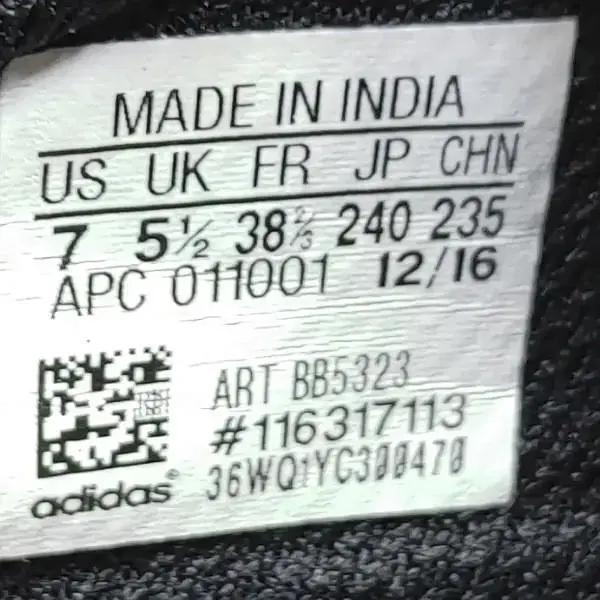 MADE IN INDIA
US UK FR JP CHN
7 5½ 38⅔ 240 235
APC 011001 12/16
ART BB5323
#116317113
36WQ1YC300470
adidas®